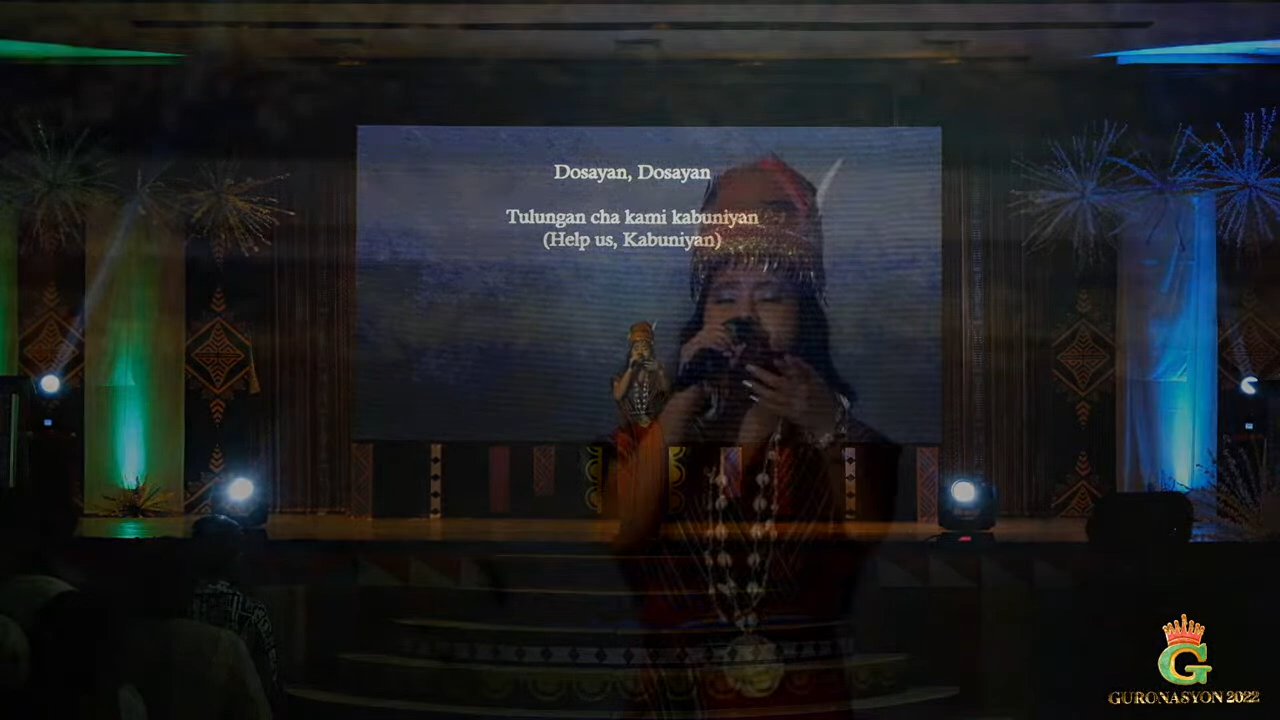 Dosayan, Dosayan
Tulungan cha kami kabuniyan
(Help us, Kabuniyan)
G
GURONASYON 2022